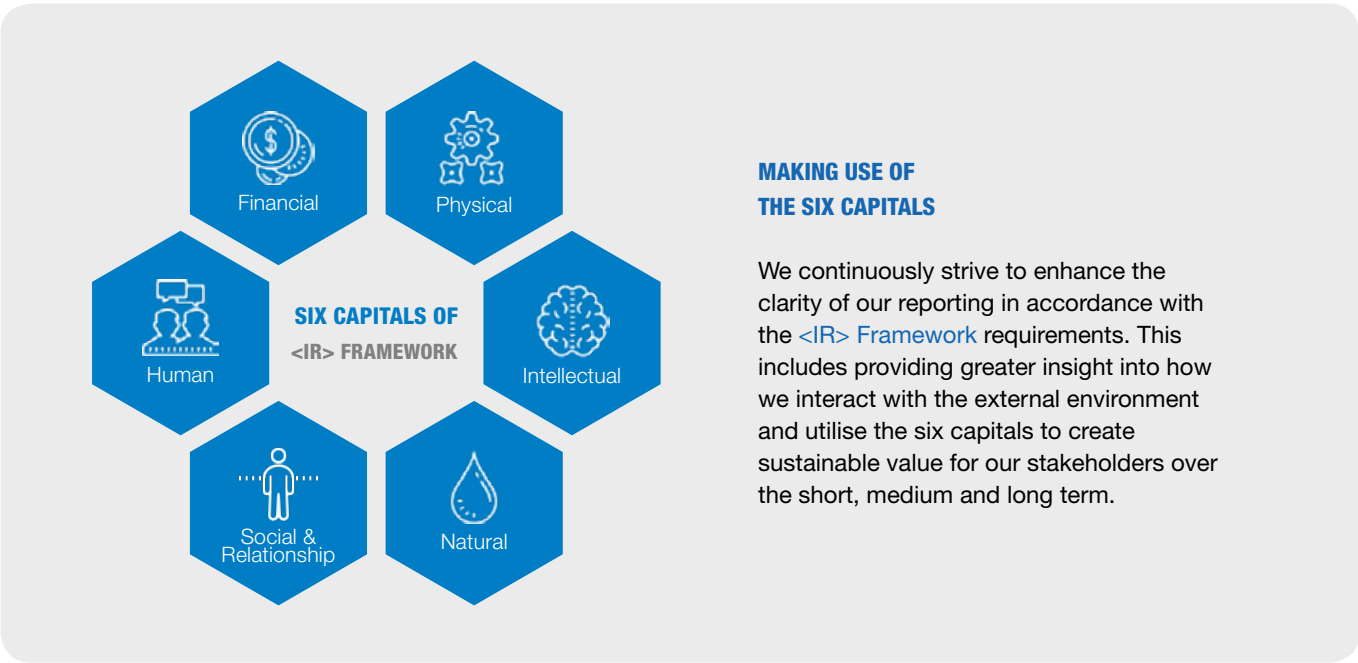 Financial
Physical
Human
SIX CAPITALS OF
<IR> FRAMEWORK
Intellectual
Social &
Relationship
Natural
MAKING USE OF
THE SIX CAPITALS
We continuously strive to enhance the
clarity of our reporting in accordance with
the <IR> Framework requirements. This
includes providing greater insight into how
we interact with the external environment
and utilise the six capitals to create
sustainable value for our stakeholders over
the short, medium and long term.